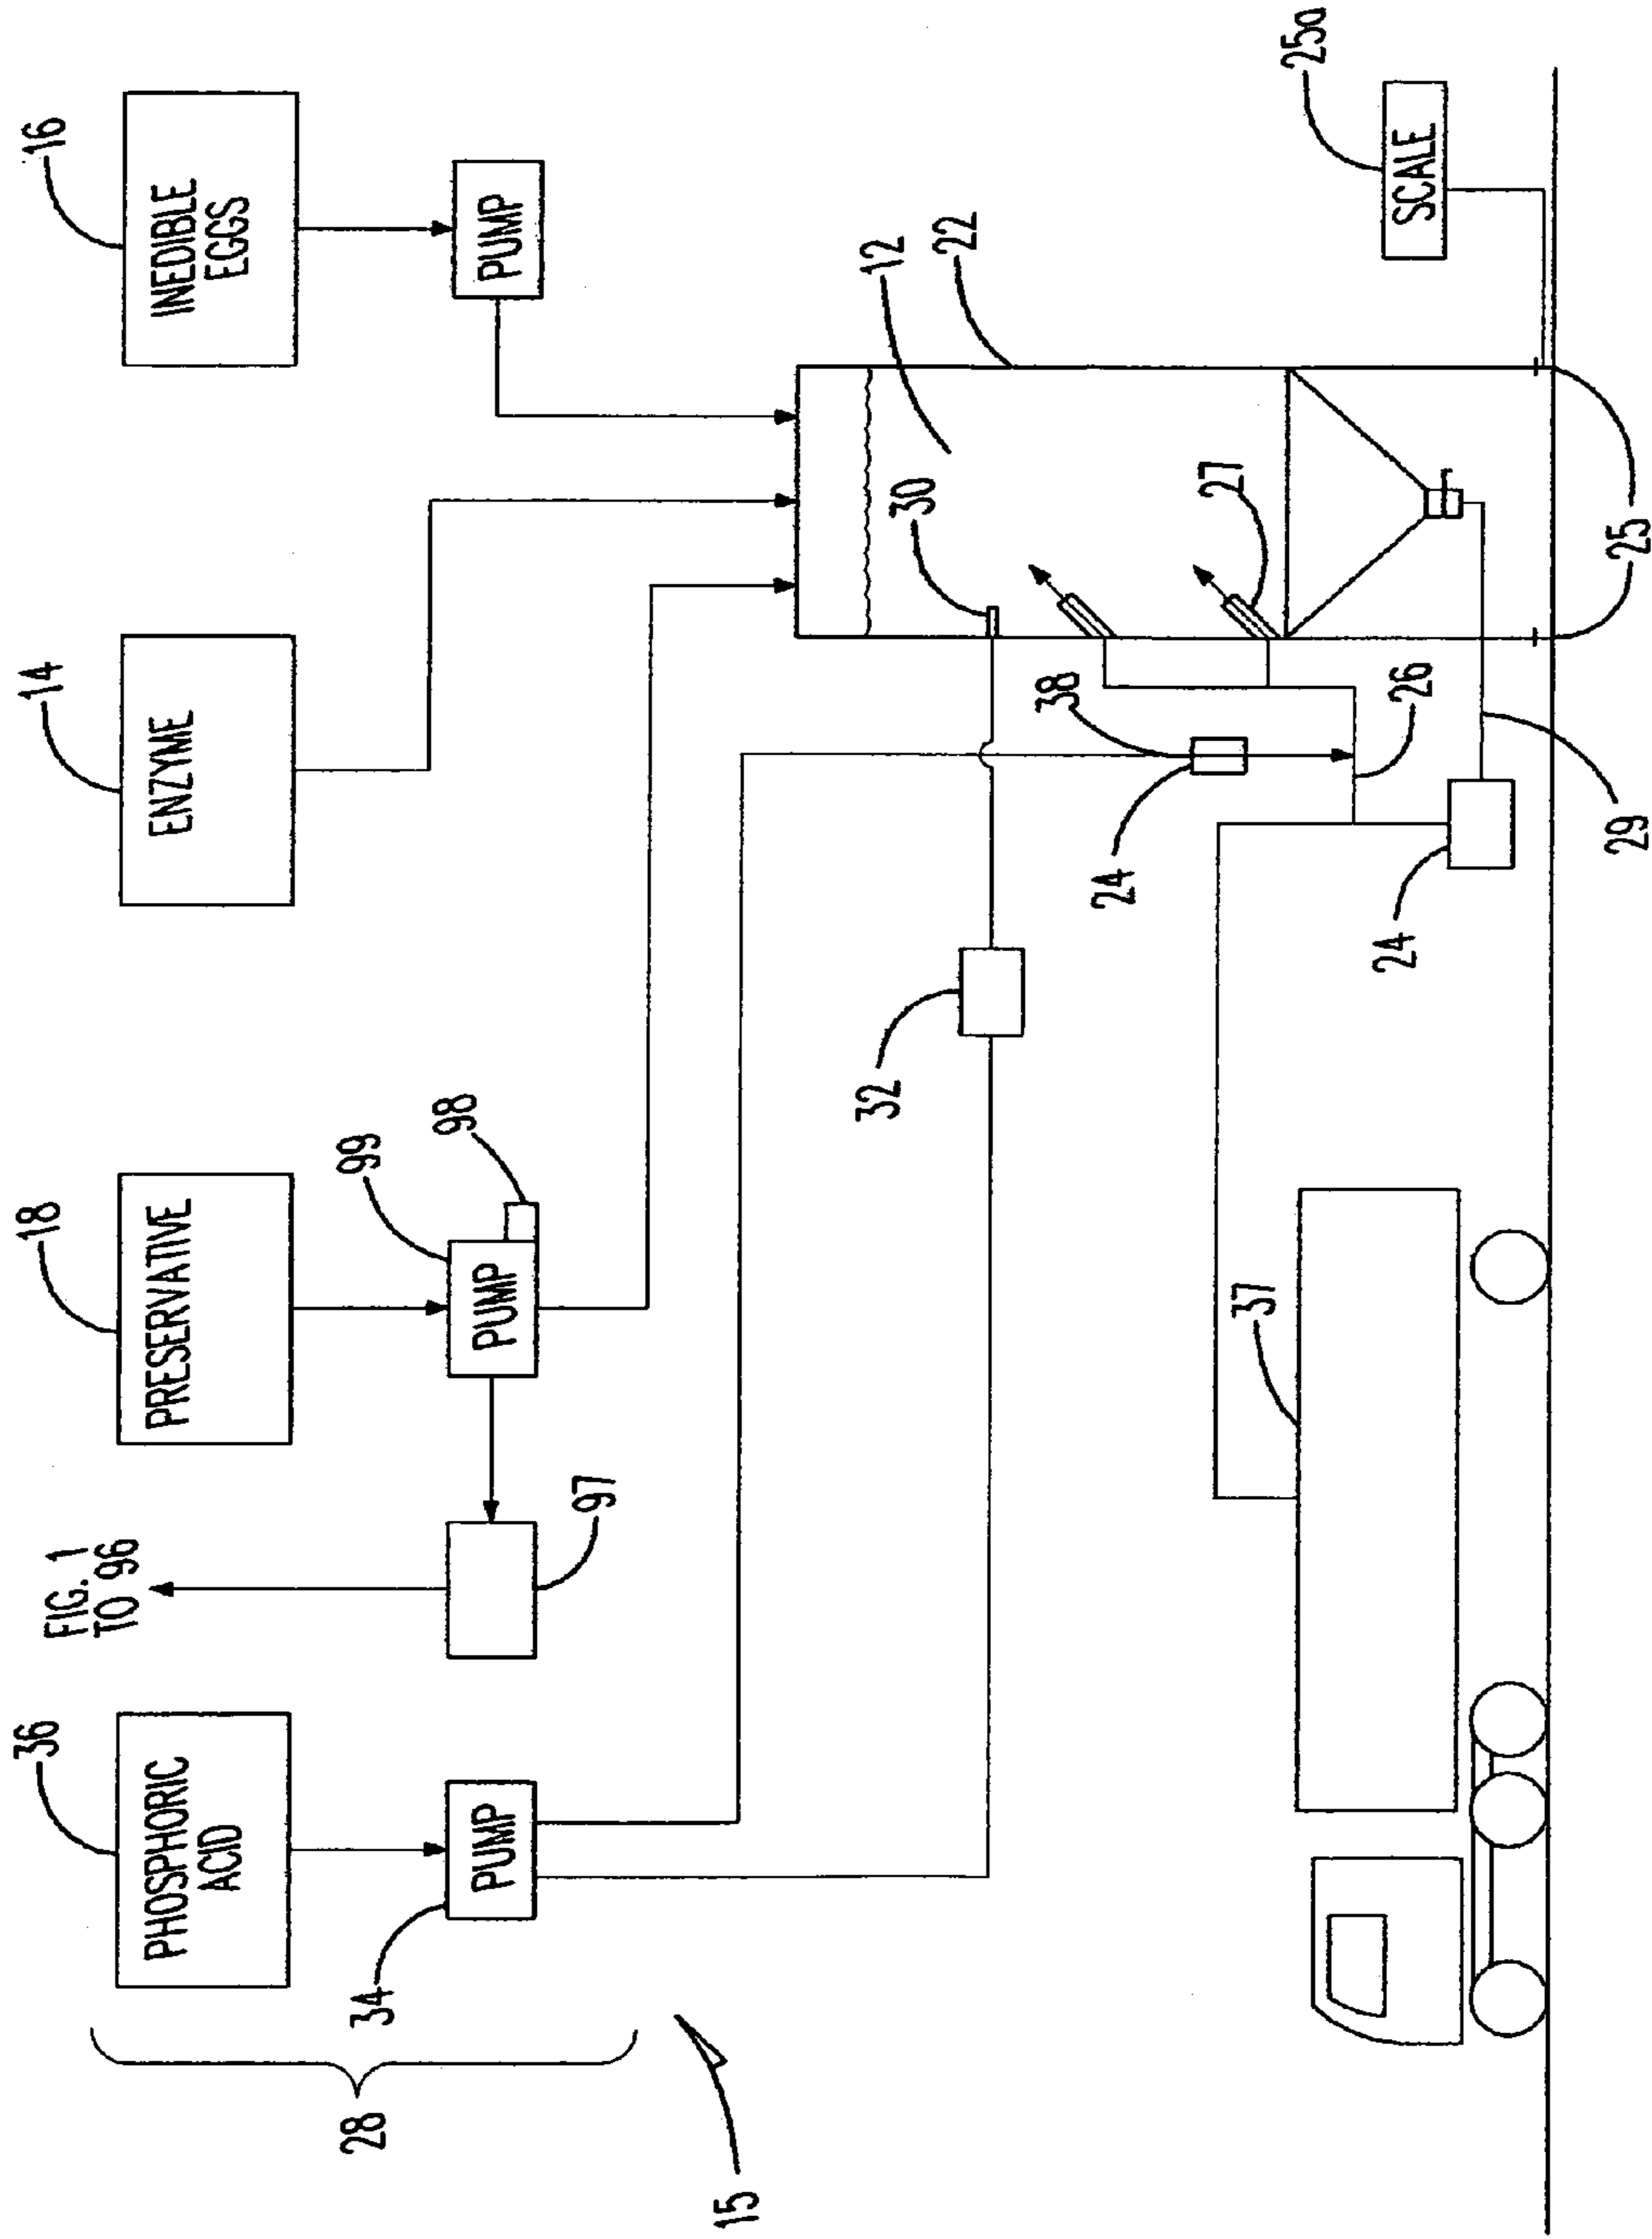 36
18
14
16
FIG. 1
TO 96
PHOSPHORIC
ACID
PRESERVATIVE
ENZYME
INEDIBLE
EGGS
28
34
99
98
PUMP
PUMP
PUMP
97
15
32
30
12
22
38
24
27
37
24
26
25a
SCALE
29
25